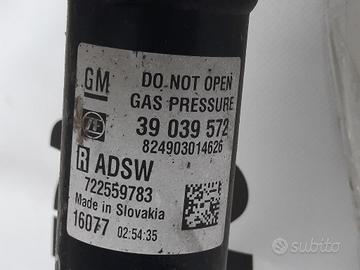 GM
DO NOT OPEN
GAS PRESSURE
ZF
39 039 572
824903014626
R ADSW
722559783
Made in Slovakia
16077 02:54:35
subito